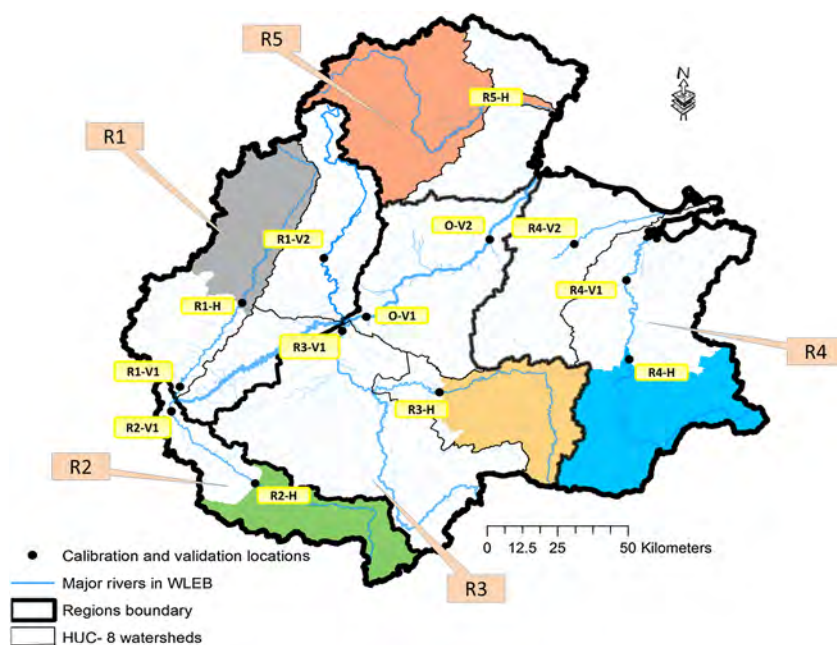 R5
R5-H
N
R1
O-V2
R4-V2
R1-V2
R4-V1
R1-H
O-V1
R3-V1
R4
R4-H
R1-V1
R3-H
R2-V1
R2
R2-H
0 12.5 25 50 Kilometers
Calibration and validation locations
Major rivers in WLEB
R3
Regions boundary
HUC- 8 watersheds